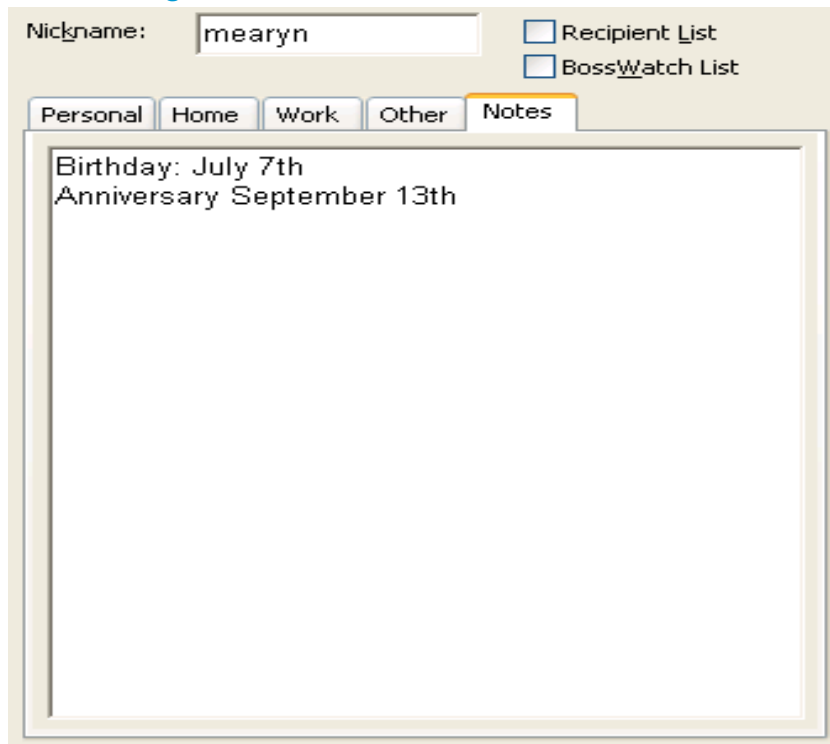 Nickname: mearyn
Recipient List
BossWatch List
Personal Home Work Other Notes
Birthday: July 7th
Anniversary September 13th